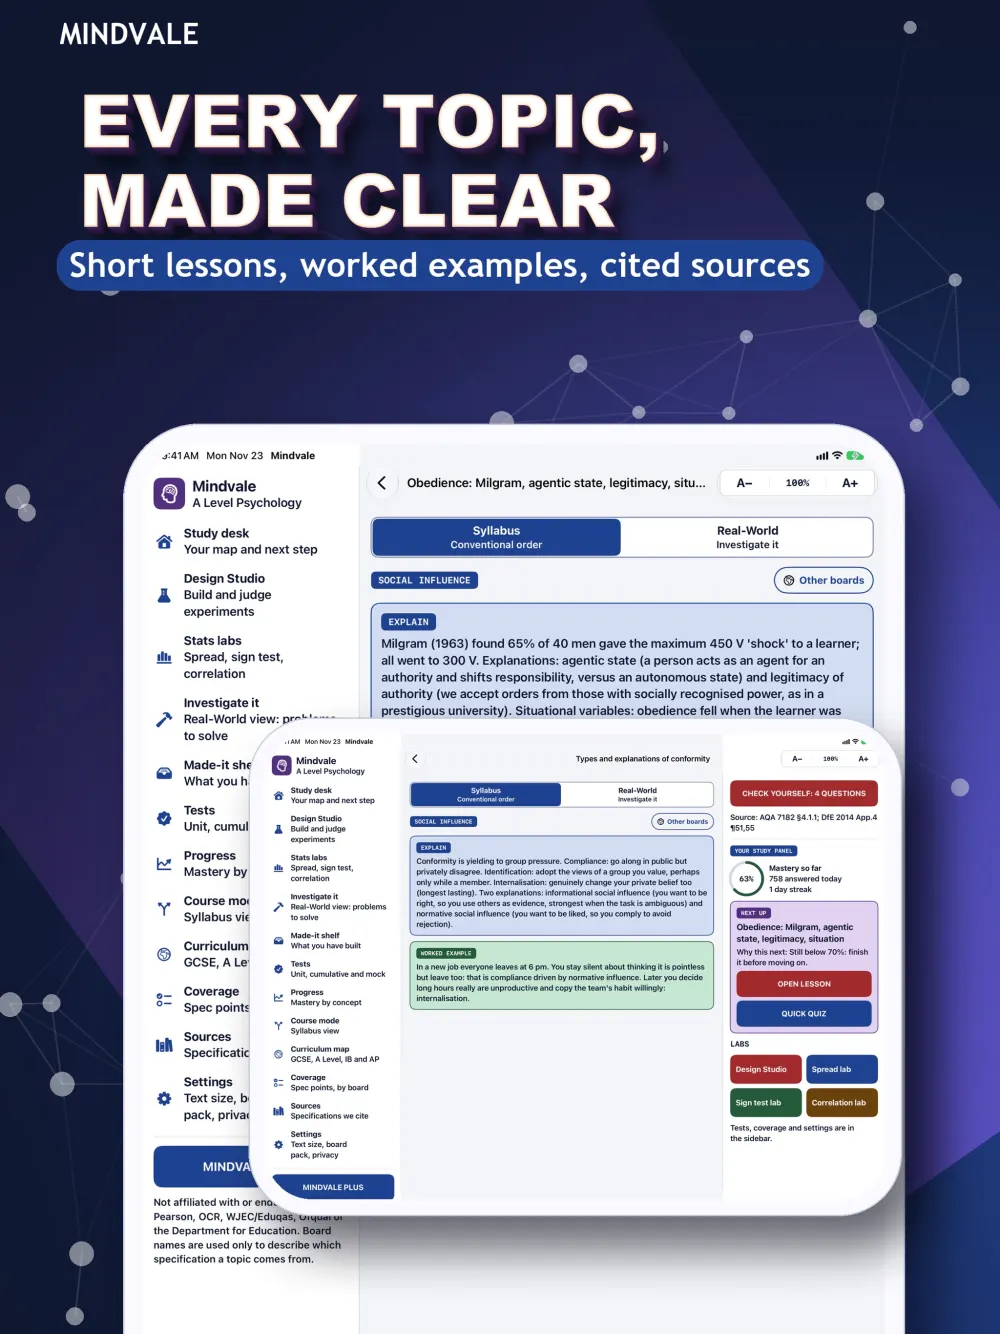 MINDVALE
EVERY TOPIC,
MADE CLEAR
Short lessons, worked examples, cited sources
9:41 AM Mon Nov 23 Mindvale
Mindvale
A Level Psychology
Study desk
Your map and next step
Design Studio
Build and judge
experiments
Stats labs
Spread, sign test,
correlation
Investigate it
Real-World view: problems
to solve
Made-it she
What you h
Tests
Unit, cumul
Progress
Mastery by
Course mo
Syllabus vie
Curriculum
GCSE, A Le
Coverage
Spec points
Sources
Specificatio
Settings
Text size, b
pack, priva
MINDVA
Not affiliated with or
Pearson, OCR, WJEC/Eduqas, Ofqual or
the Department for Education. Board
names are used only to describe which
specification a topic comes from.
Obedience: Milgram, agentic state, legitimacy, situ...
A− 100% A+
Syllabus
Conventional order
Real-World
Investigate it
SOCIAL INFLUENCE
Other boards
EXPLAIN
Milgram (1963) found 65% of 40 men gave the maximum 450 V 'shock' to a learner;
all went to 300 V. Explanations: agentic state (a person acts as an agent for an
authority and shifts responsibility, versus an autonomous state) and legitimacy of
authority (we accept orders from those with socially recognised power, as in a
prestigious university). Situational variables: obedience fell when the learner was
AM Mon Nov 23 Mindvale
Mindvale
A Level Psychology
Study desk
Your map and next step
Design Studio
Build and judge
experiments
Stats labs
Spread, sign test,
correlation
Investigate it
Real-World view: problems
to solve
Made-it shelf
What you have built
Tests
Unit, cumulative and mock
Progress
Mastery by concept
Course mode
Syllabus view
Curriculum map
GCSE, A Level, IB and AP
Coverage
Spec points, by board
Sources
Specifications we cite
Settings
Text size, board
pack, privacy
MINDVALE PLUS
Types and explanations of conformity
A− 100% A+
Syllabus
Conventional order
Real-World
Investigate it
SOCIAL INFLUENCE
Other boards
EXPLAIN
Conformity is yielding to group pressure. Compliance: go along in public but
privately disagree. Identification: adopt the views of a group you value, perhaps
only while a member. Internalisation: genuinely change your private belief too
(longest lasting). Two explanations: informational social influence (you want to be
right, so you use others as evidence, strongest when the task is ambiguous) and
normative social influence (you want to be liked, so you comply to avoid
rejection).
WORKED EXAMPLE
In a new job everyone leaves at 6 pm. You stay silent about thinking it is pointless
but leave too: that is compliance driven by normative influence. Later you decide
long hours really are unproductive and copy the team's habit willingly:
internalisation.
CHECK YOURSELF: 4 QUESTIONS
Source: AQA 7182 §4.1.1; DfE 2014 App.4
¶51,55
YOUR STUDY PANEL
63%
Mastery so far
758 answered today
1 day streak
NEXT UP
Obedience: Milgram, agentic
state, legitimacy, situation
Why this next: Still below 70%: finish
it before moving on.
OPEN LESSON
QUICK QUIZ
LABS
Design Studio
Spread lab
Sign test lab
Correlation lab
Tests, coverage and settings are in
the sidebar.